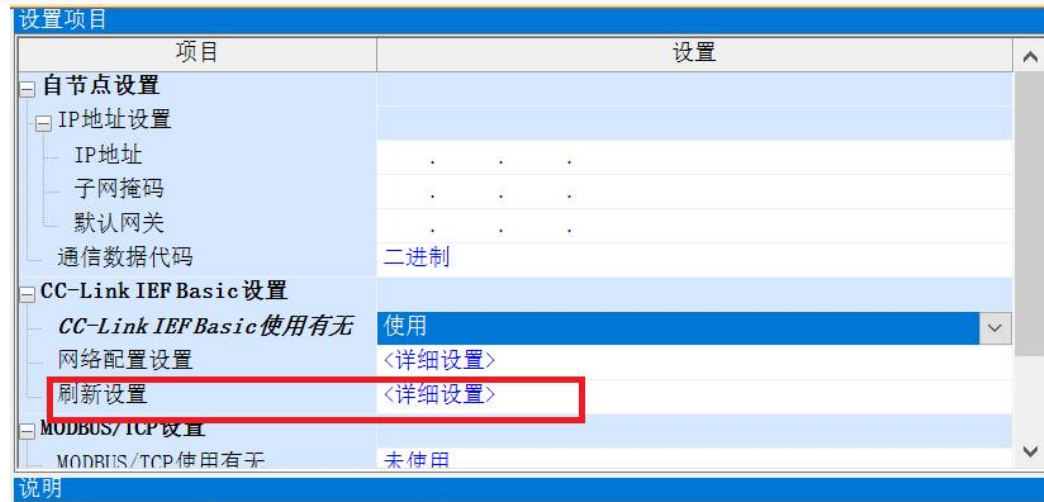 设置项目
项目 设置
自节点设置
IP地址设置
IP地址 . . .
子网掩码 . . .
默认网关 . . .
通信数据代码 二进制
CC-Link IEF Basic设置
CC-Link IEF Basic使用有无 使用
网络配置设置 <详细设置>
刷新设置 <详细设置>
MODBUS/TCP设置
MODBUS/TCP使用有无 未使用
说明